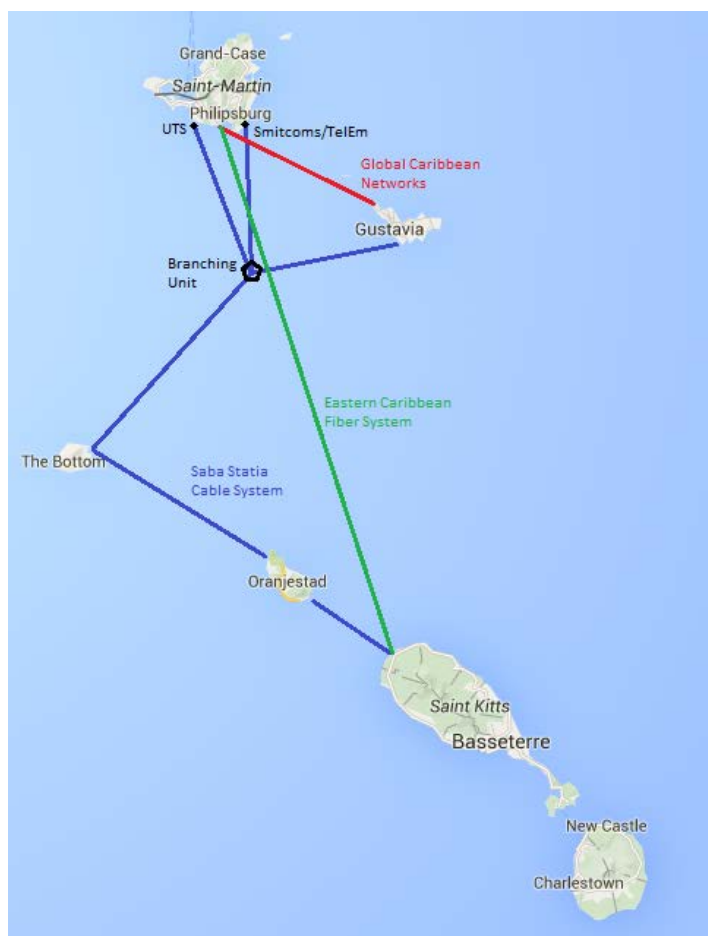 Grand-Case
Saint-Martin
Philipsburg
UTS
Smitcoms/TelEm
Global Caribbean
Networks
Gustavia
Branching
Unit
Eastern Caribbean
Fiber System
The Bottom
Saba Statia
Cable System
Oranjestad
Saint Kitts
Basseterre
New Castle
Charlestown